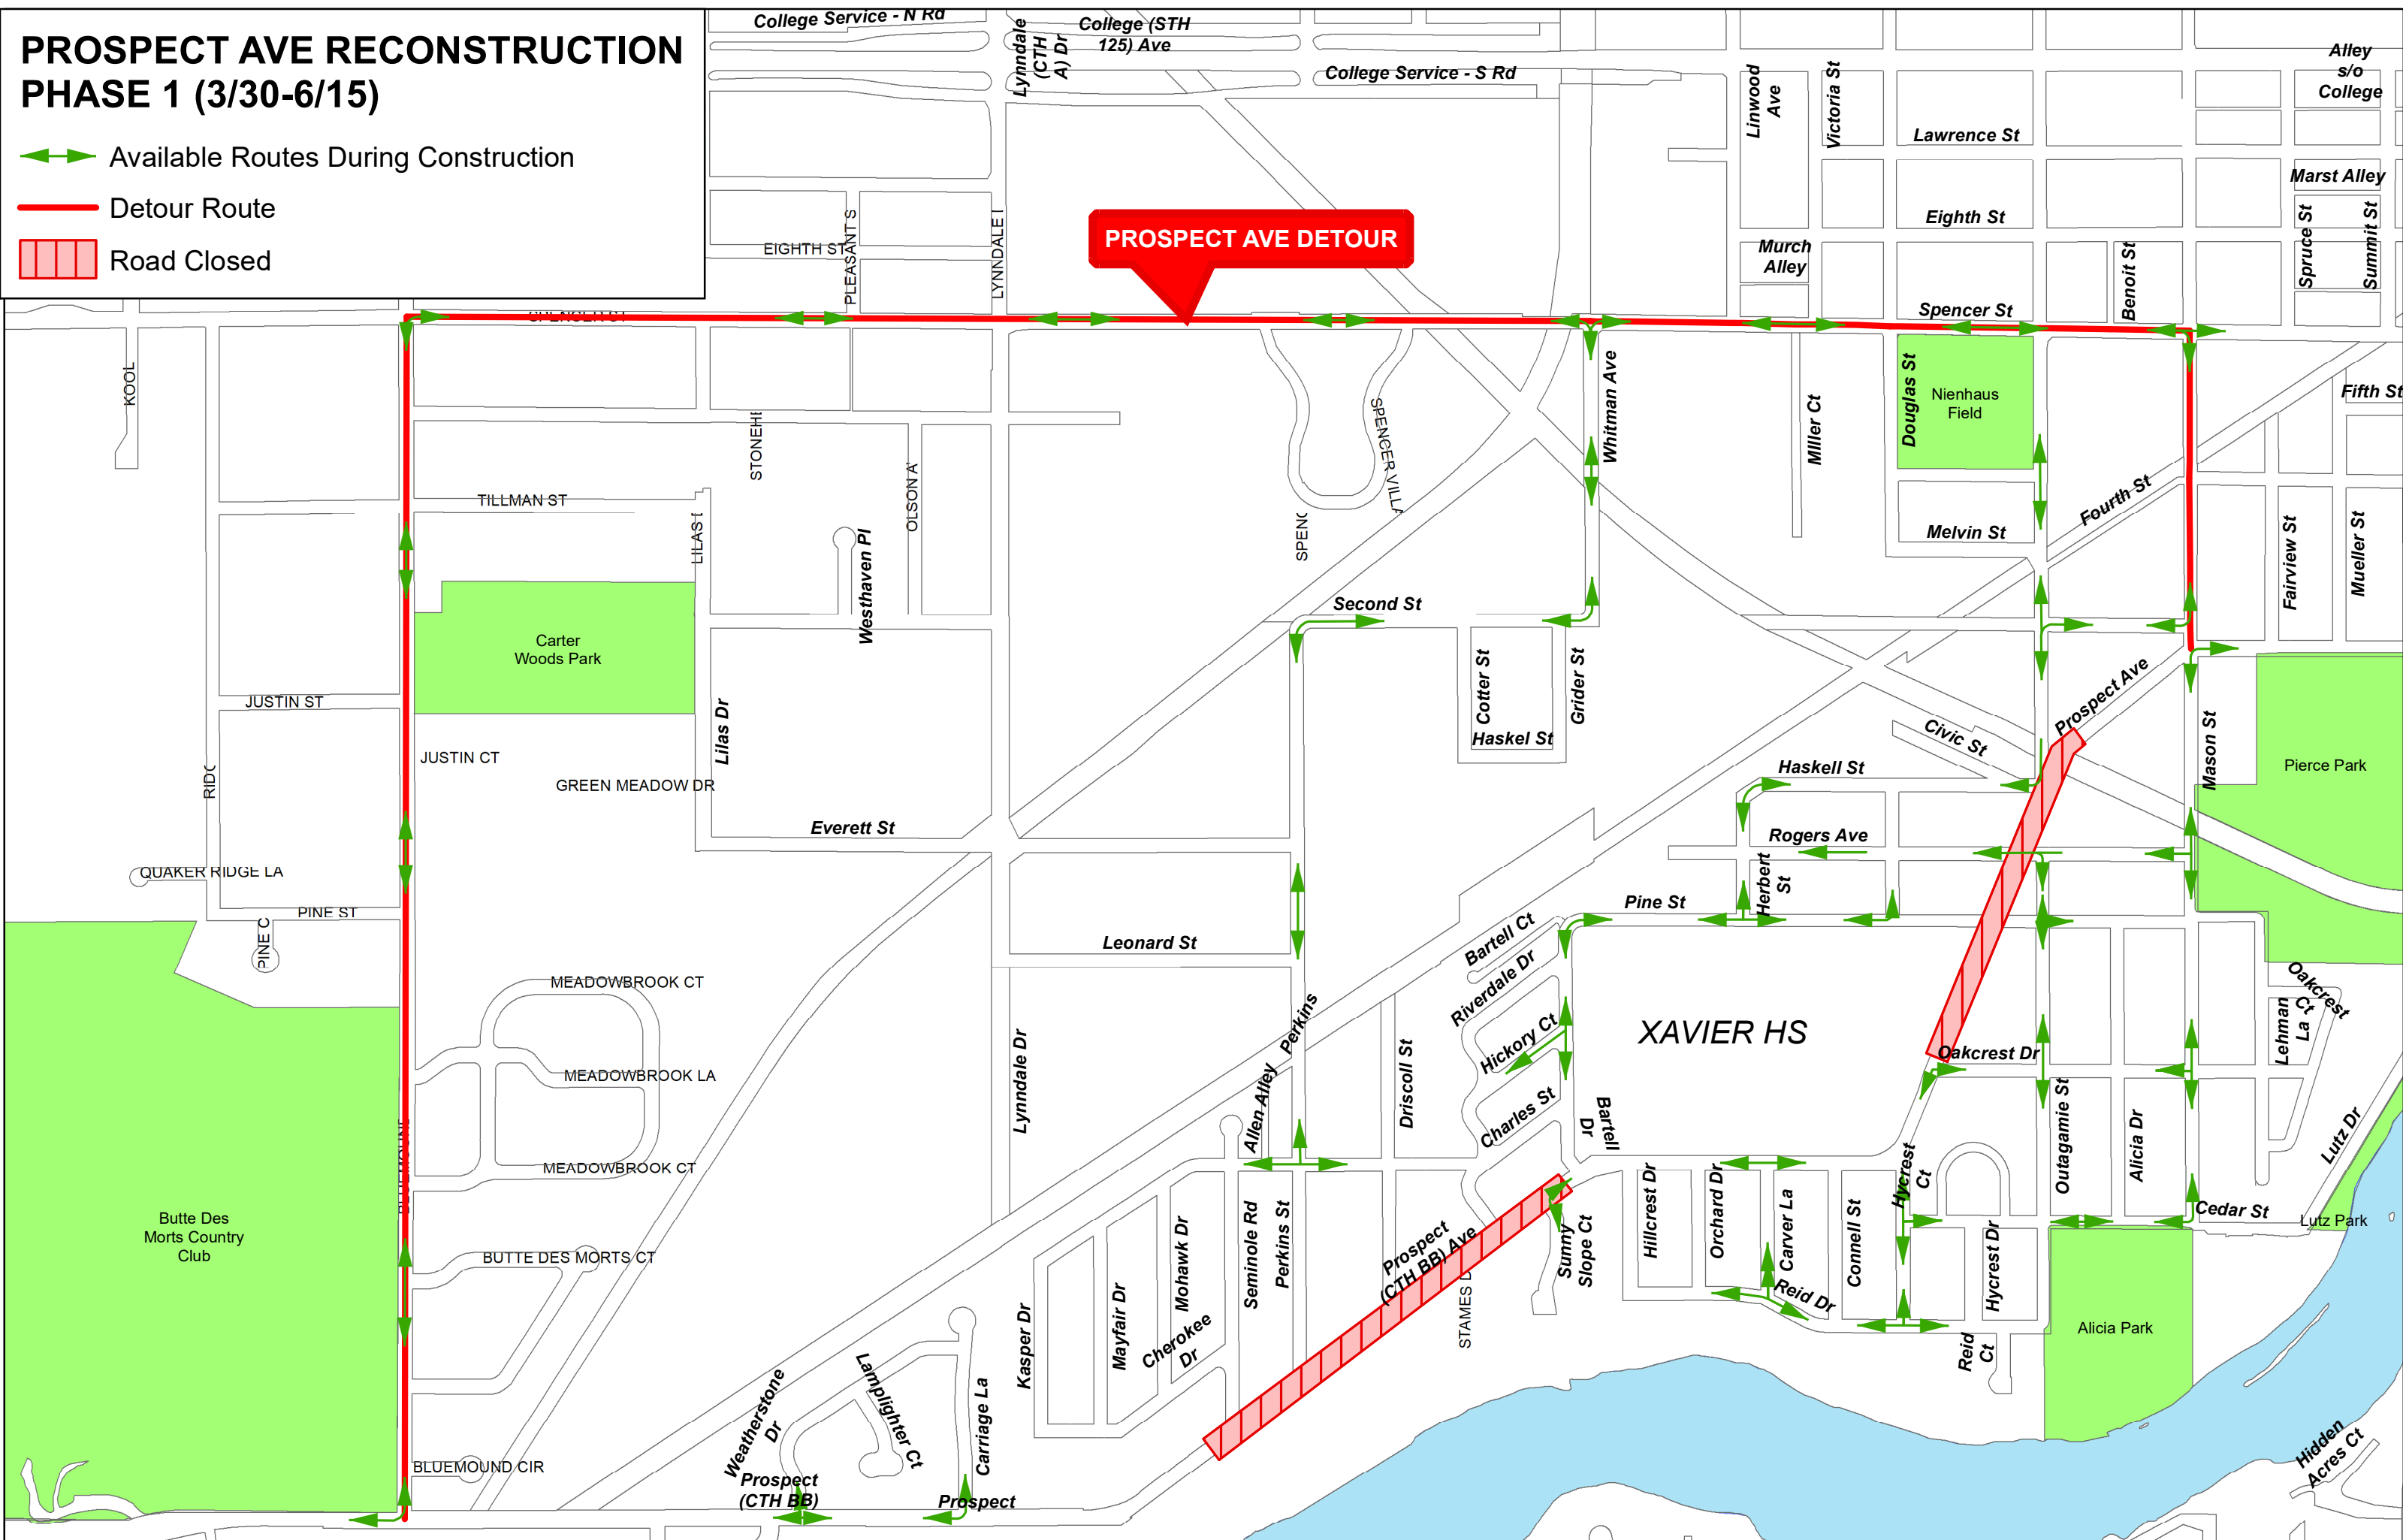 PROSPECT AVE RECONSTRUCTION
PHASE 1 (3/30-6/15)
Available Routes During Construction
Detour Route
Road Closed
College Service - N Rd
Lynndale
(CTH
A) Dr
College (STH
125) Ave
College Service - S Rd
Linwood
Ave
Victoria St
Alley
s/o
College
Lawrence St
Marst Alley
Eighth St
Spruce St
Summit St
EIGHTH ST
PLEASANT S
LYNNDALE
PROSPECT AVE DETOUR
Murch
Alley
Benoit St
Spencer St
SPENCER ST
KOOL
STONEHE
OLSON A
SPENCER VILLA
SPENC
Whitman Ave
Miller Ct
Douglas St
Nienhaus
Field
Fifth St
TILLMAN ST
LILAS
Westhaven Pl
Melvin St
Fourth St
Fairview St
Mueller St
Carter
Woods Park
Second St
Cotter St
Grider St
Haskel St
JUSTIN ST
JUSTIN CT
GREEN MEADOW DR
Lilas Dr
RIDG
Everett St
Prospect Ave
Civic St
Mason St
Pierce Park
Haskell St
Rogers Ave
Herbert
St
QUAKER RIDGE LA
PINE ST
PINE C
Pine St
Leonard St
Bartell Ct
Riverdale Dr
Hickory Ct
Charles St
XAVIER HS
Bartell
Dr
Oakcrest
Ct
Lehman
La
Oakcrest Dr
MEADOWBROOK CT
MEADOWBROOK LA
MEADOWBROOK CT
Lynndale Dr
Allen Alley
Perkins
Driscoll St
Outagamie St
Alicia Dr
Lutz Dr
BLUEMOUND
Butte Des
Morts Country
Club
BUTTE DES MORTS CT
Hycrest
Ct
Cedar St
Lutz Park
Kasper Dr
Mayfair Dr
Mohawk Dr
Cherokee
Dr
Seminole Rd
Perkins St
Prospect
(CTH BB) Ave
STAMES D
Sunny
Slope Ct
Hillcrest Dr
Orchard Dr
Carver La
Connell St
Reid Dr
Hycrest Dr
Reid
Ct
Alicia Park
Weatherstone
Dr
Lamplighter Ct
Carriage La
BLUEMOUND CIR
Prospect
(CTH BB)
Prospect
Hidden
Acres Ct